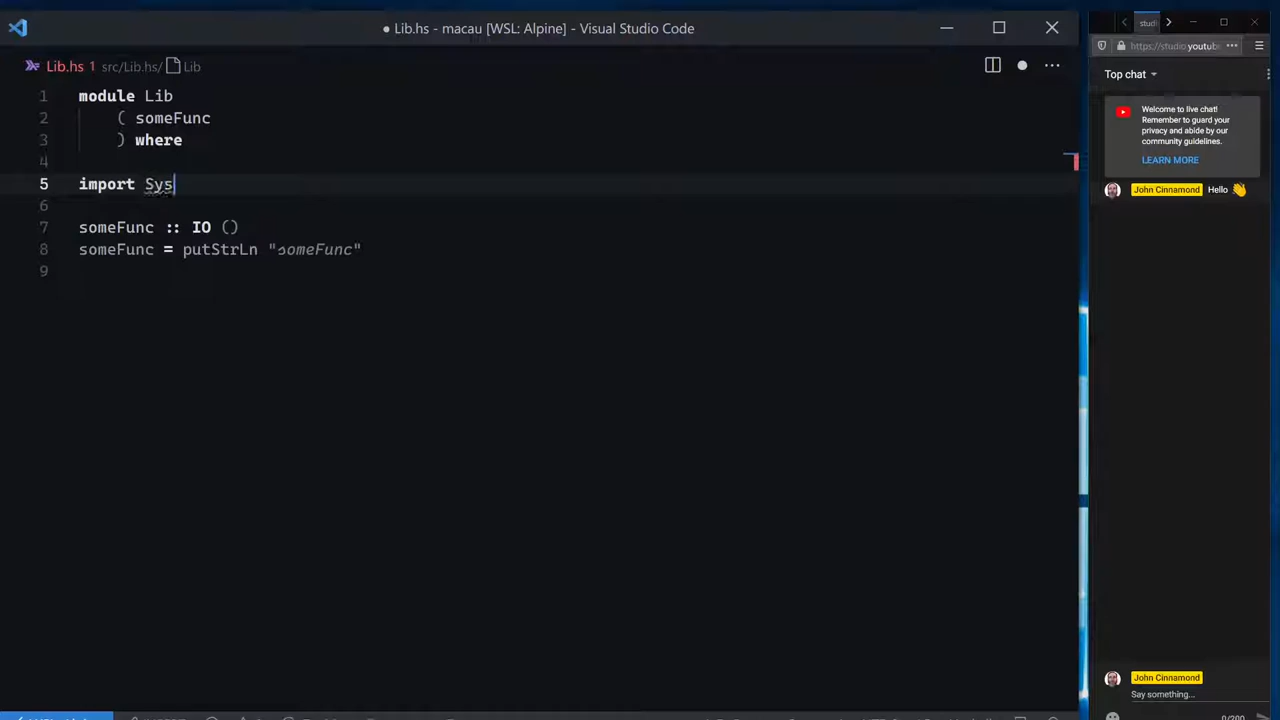 ● Lib.hs - macau [WSL: Alpine] - Visual Studio Code
Lib.hs 1 src/Lib.hs/ Lib
1 module Lib
2 ( someFunc
3 ) where
4
5 import Sys
6
7 someFunc :: IO ()
8 someFunc = putStrLn "someFunc"
9
studi
https://studio.youtube
Top chat
Welcome to live chat!
Remember to guard your
privacy and abide by our
community guidelines.
LEARN MORE
John Cinnamond Hello 👋
John Cinnamond
Say something...
0/200